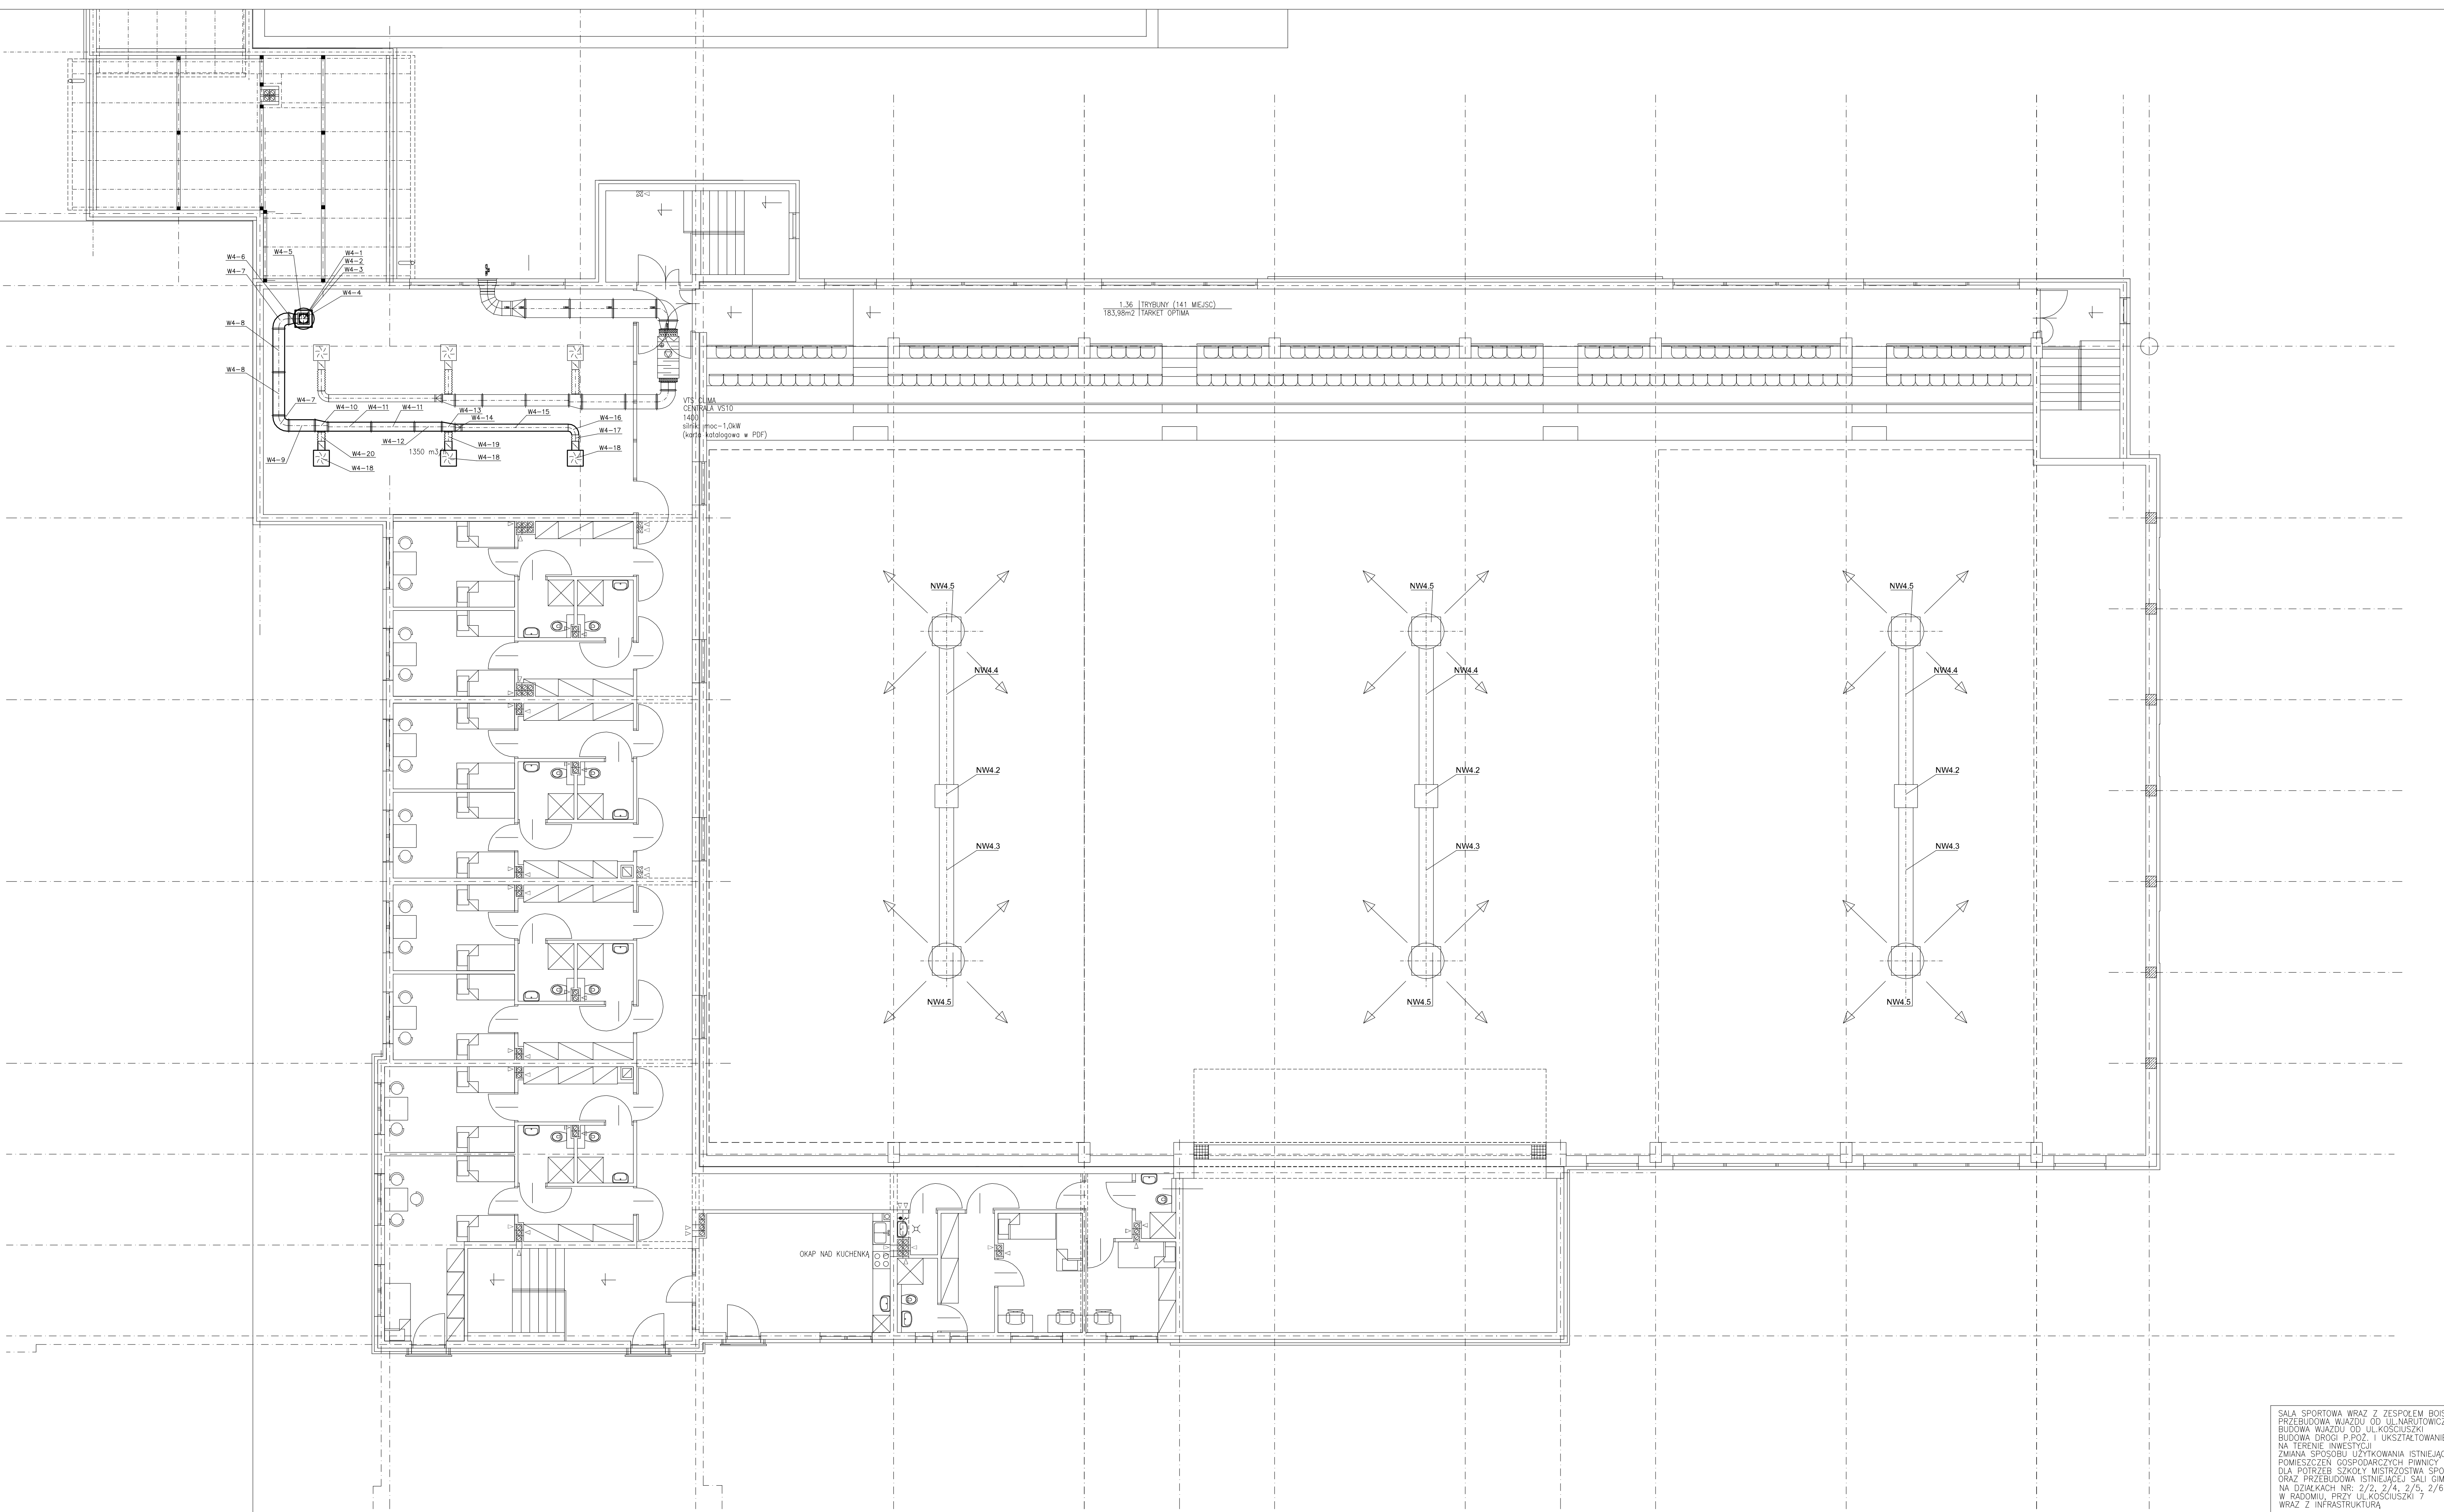 W4-6
W4-5
W4-1
W4-2
W4-7
W4-3
W4-4
W4-8
W4-8
W4-7
W4-10
W4-11
W4-11
W4-13
W4-14
W4-15
W4-16
W4-17
W4-12
W4-19
W4-18
W4-20
1350 m3
W4-18
W4-9
W4-18
1.36 TRYBUNY (141 MIEJSC)
183,98m2 TARKET OPTIMA
VTS CLIMA
CENTRALA VS10
1400
silnik: moc-1,0kW
(karta katalogowa w PDF)
NW4.5
NW4.5
NW4.5
NW4.4
NW4.4
NW4.4
NW4.2
NW4.2
NW4.2
NW4.3
NW4.3
NW4.3
NW4.5
NW4.5
NW4.5
OKAP NAD KUCHENKĄ
SALA SPORTOWA WRAZ Z ZESPOŁEM BOIS
PRZEBUDOWA WJAZDU OD UL.NARUTOWICZ
BUDOWA WJAZDU OD UL.KOŚCIUSZKI
BUDOWA DROGI P.POŻ. I UKSZTAŁTOWANIE
NA TERENIE INWESTYCJI
ZMIANA SPOSOBU UŻYTKOWANIA ISTNIEJĄC
POMIESZCZEŃ GOSPODARCZYCH PIWNICY
DLA POTRZEB SZKOŁY MISTRZOSTWA SPO
ORAZ PRZEBUDOWA ISTNIEJĄCEJ SALI GIM
NA DZIAŁKACH NR: 2/2, 2/4, 2/5, 2/6
W RADOMIU, PRZY UL.KOŚCIUSZKI 7
WRAZ Z INFRASTRUKTURĄ